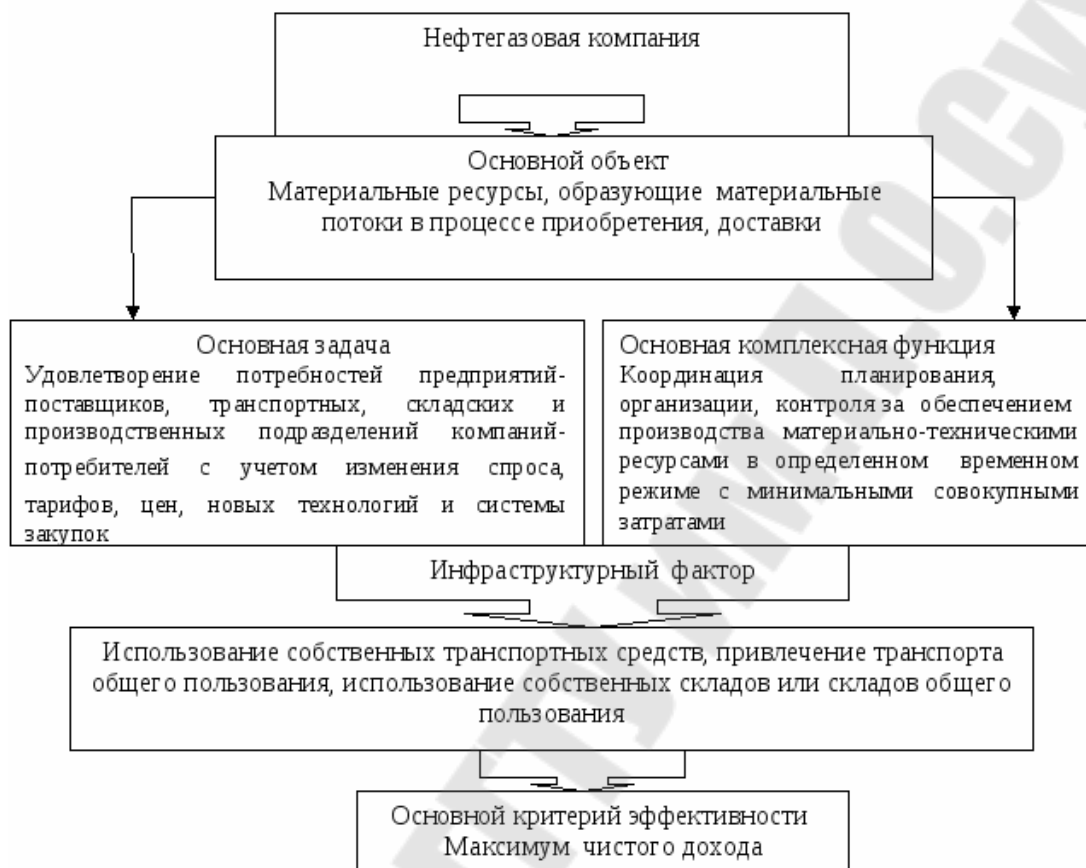 Нефтегазовая компания
Основной объект
Материальные ресурсы, образующие материальные
потоки в процессе приобретения, доставки
Основная задача
Удовлетворение потребностей предприятий-
поставщиков, транспортных, складских и
производственных подразделений компаний-
потребителей с учетом изменения спроса,
тарифов, цен, новых технологий и системы
закупок
Основная комплексная функция
Координация планирования,
организации, контроля за обеспечением
производства материально-техническими
ресурсами в определенном временном
режиме с минимальными совокупными
затратами
Инфраструктурный фактор
Использование собственных транспортных средств, привлечение транспорта
общего пользования, использование собственных складов или складов общего
пользования
Основной критерий эффективности
Максимум чистого дохода